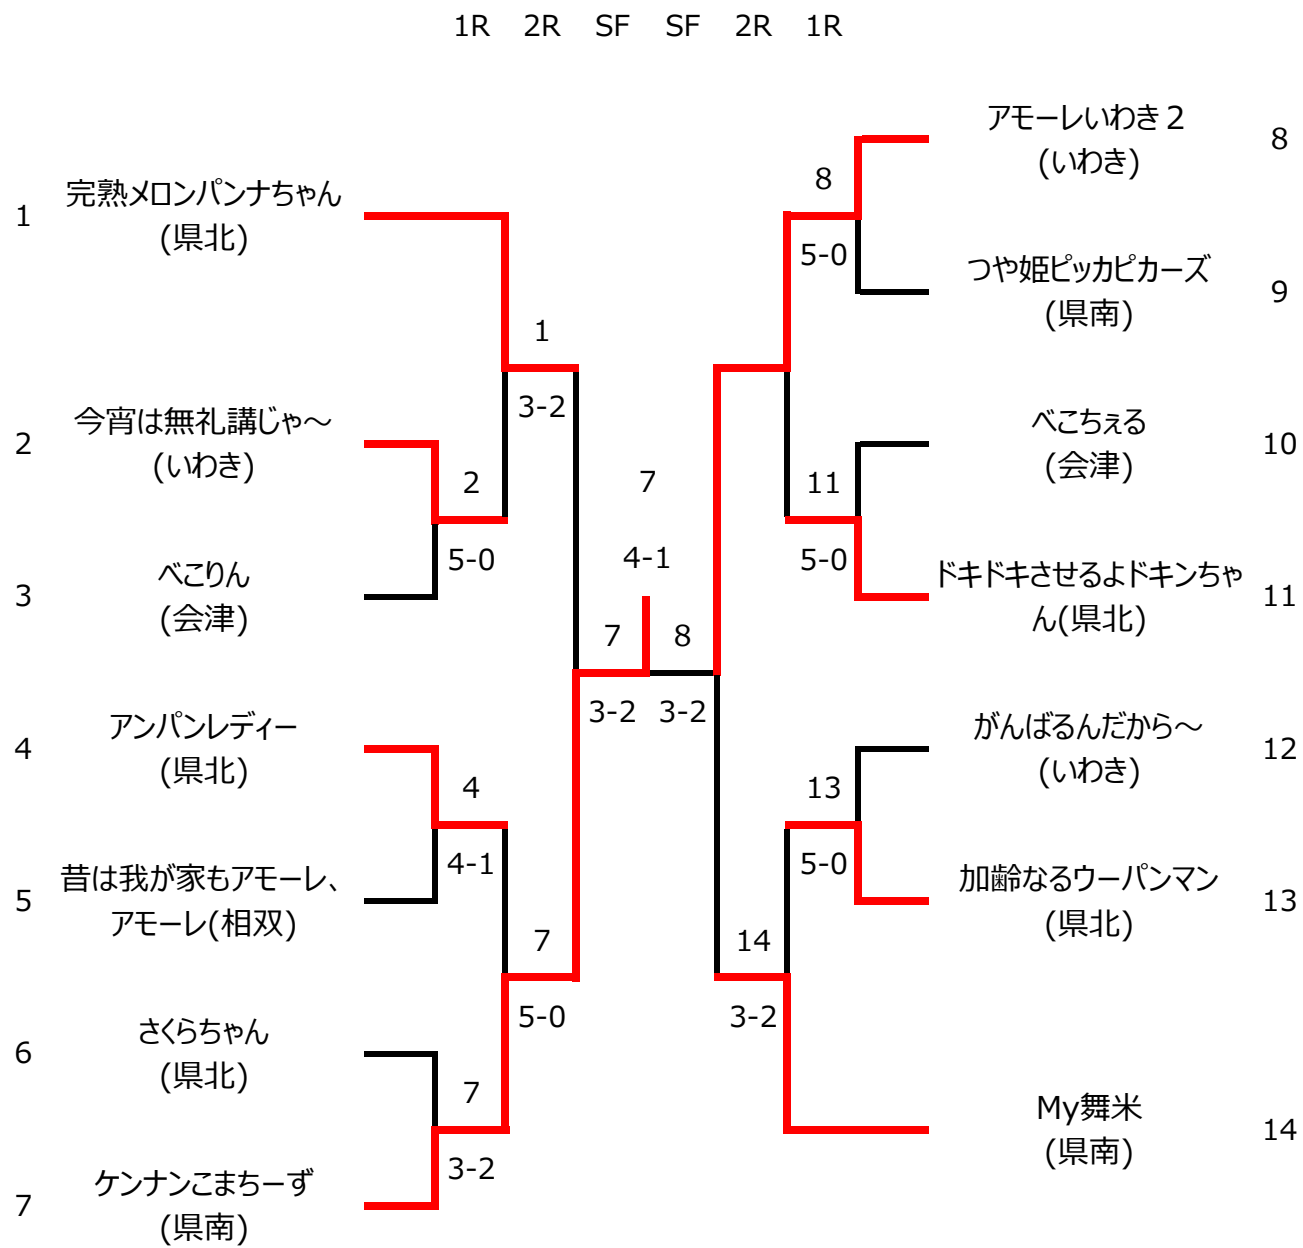 1R 2R SF SF 2R 1R
1
完熟メロンパンナちゃん
(県北)
2
今宵は無礼講じゃ～
(いわき)
3
べこりん
(会津)
4
アンパンレディー
(県北)
5
昔は我が家もアモーレ、
アモーレ(相双)
6
さくらちゃん
(県北)
7
ケンナンこまちーず
(県南)
2
5-0
4
4-1
7
3-2
1
3-2
7
5-0
7
3-2
7
4-1
8
3-2
14
3-2
8
5-0
11
5-0
13
5-0
アモーレいわき２
(いわき)
8
つや姫ピッカピカーズ
(県南)
9
べこちぇる
(会津)
10
ドキドキさせるよドキンちゃ
ん(県北)
11
がんばるんだから～
(いわき)
12
加齢なるウーパンマン
(県北)
13
My舞米
(県南)
14